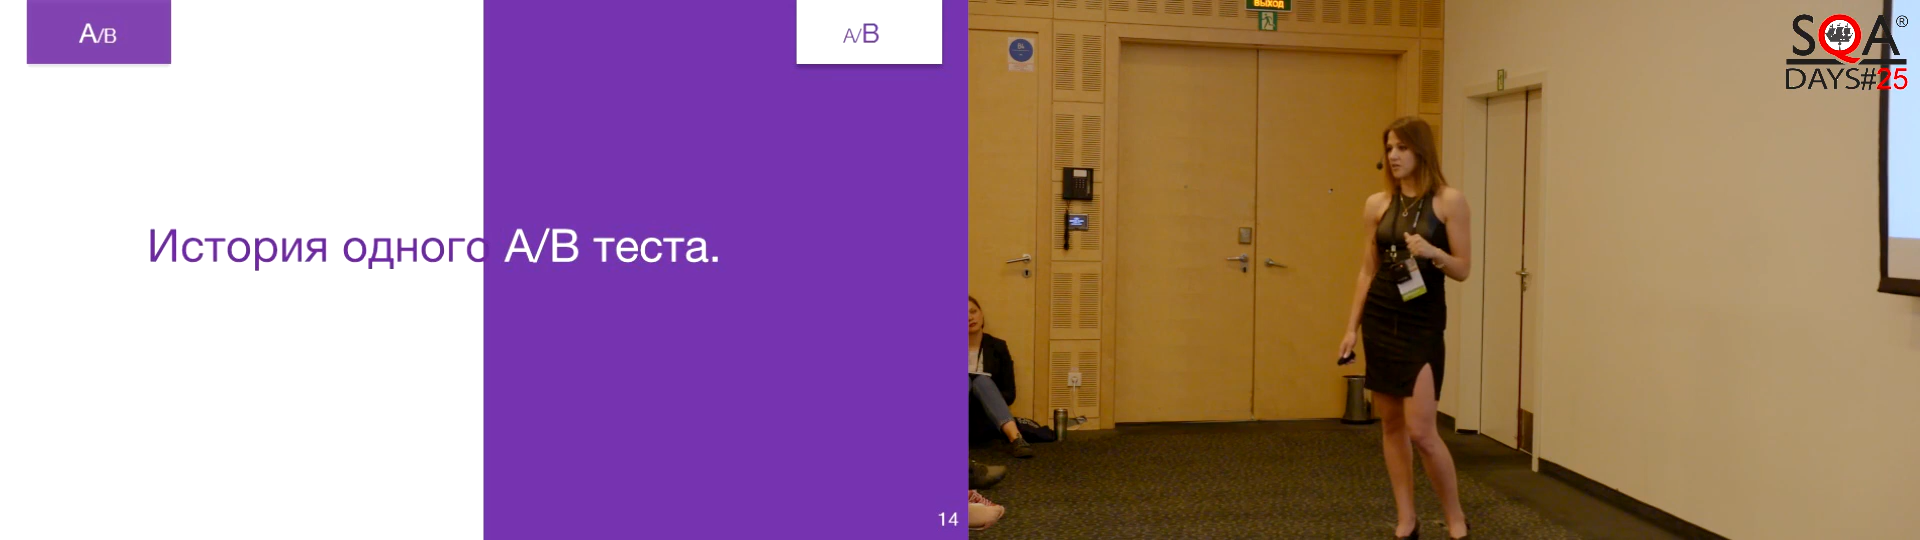 A/B
A/B
История одного A/B теста.
14
ВЫХОД
SQA®
DAYS#25